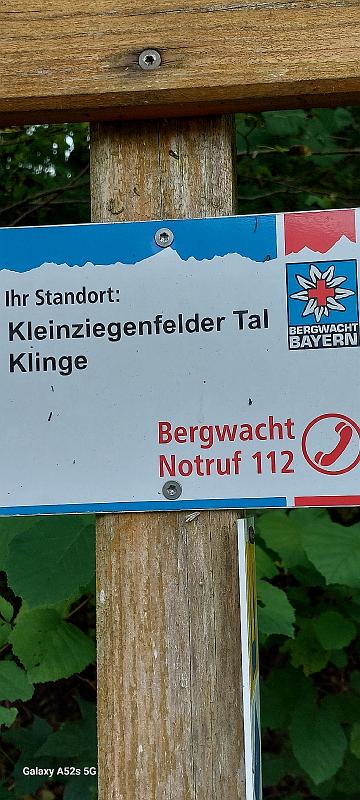 Ihr Standort:
Kleinziegenfelder Tal
Klinge
BERGWACHT
BAYERN
Bergwacht
Notruf 112
Galaxy A52s 5G